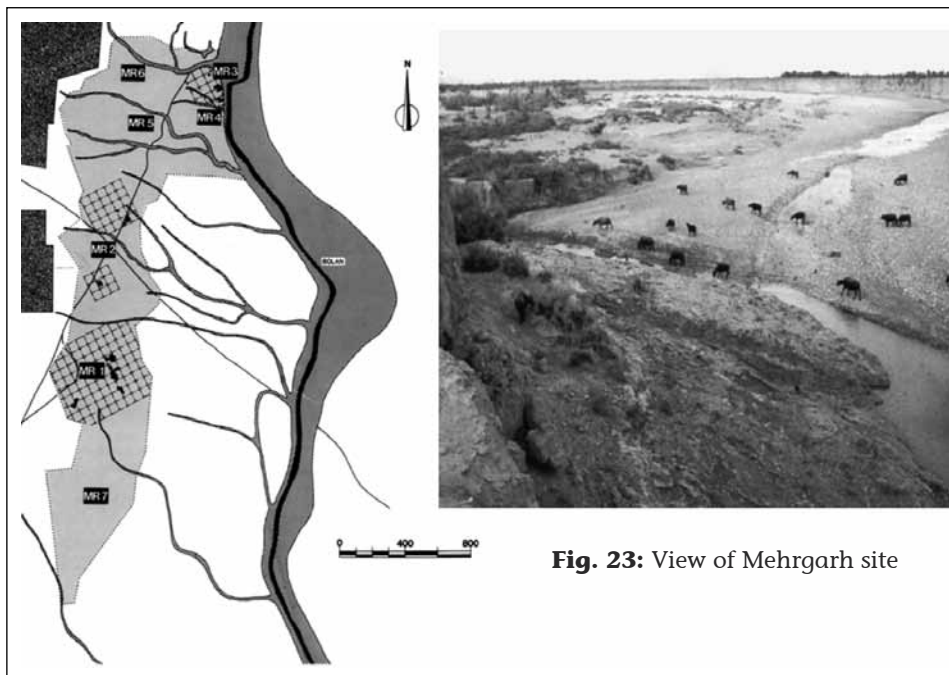 MR6
MR3
N
MR5
MR4
MR2
BOLAN
MR1
MR7
0 400 800
Fig. 23: View of Mehrgarh site